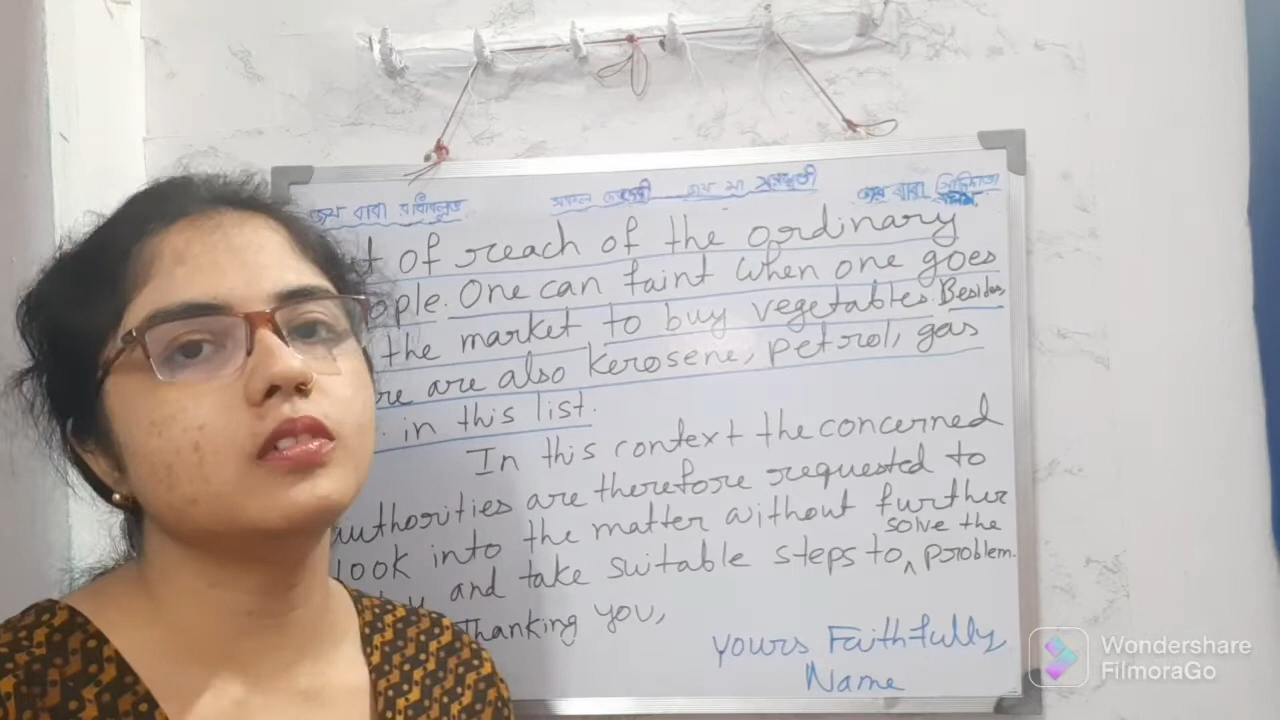 জয় বাবা
জয় মা সরস্বতী
জয় বাবা
of reach of the ordinary
One can faint when one goes
the market to buy vegetables. Besides,
are also kerosene, petrol, gas
in this list.
In this context the concerned
authorities are therefore requested to
look into the matter without further
solve the
and take suitable steps to ^ problem.
Thanking you,
Yours Faithfully
Name
Wondershare
FilmoraGo